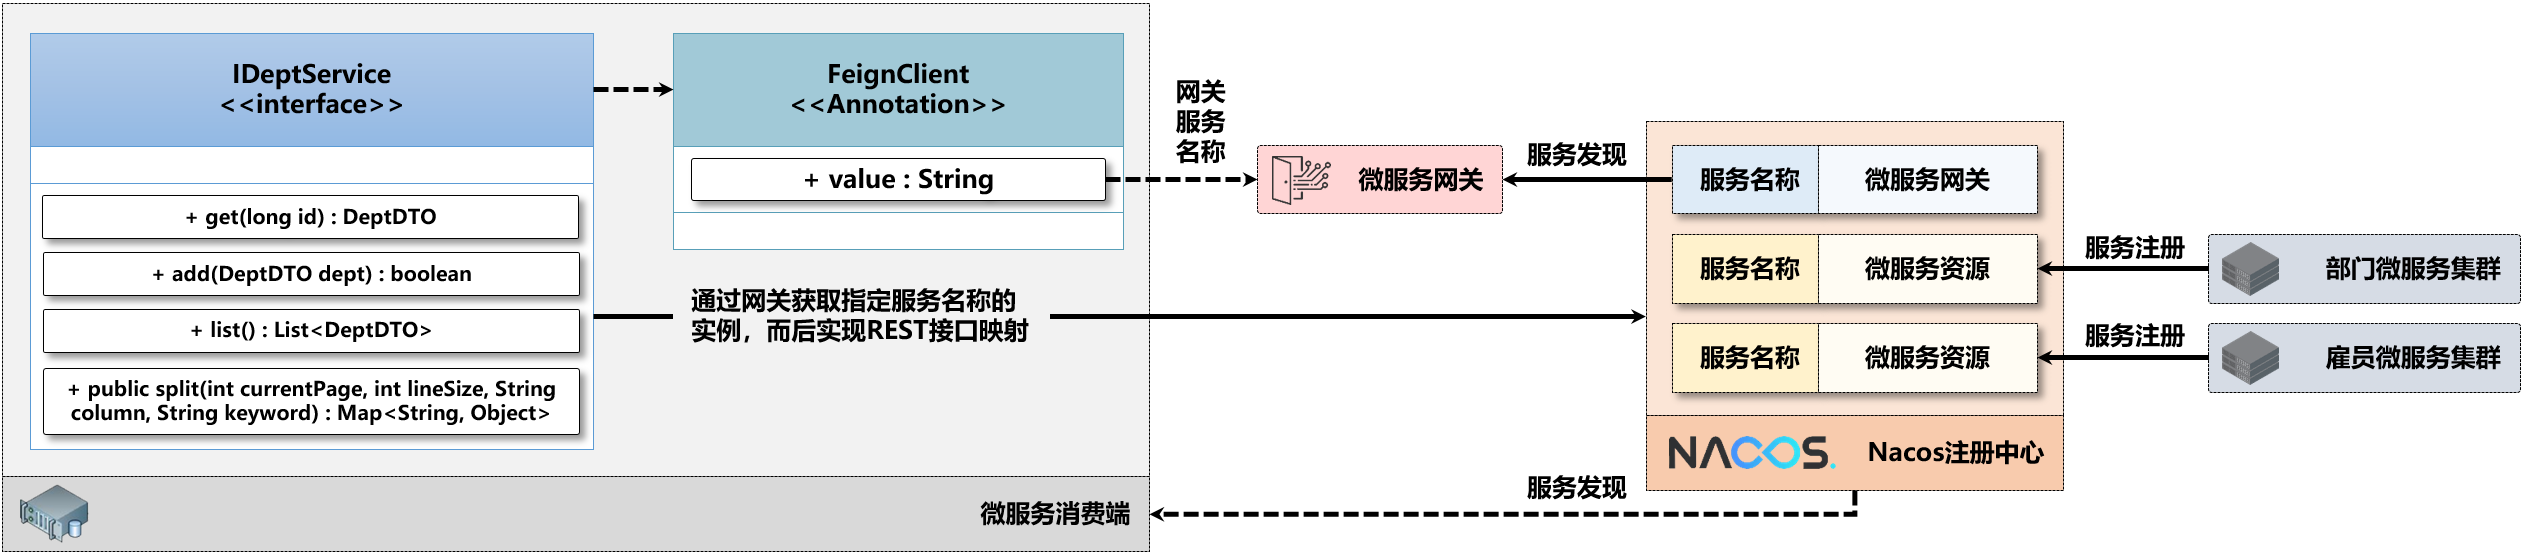 IDeptService
<<interface>>
+ get(long id) : DeptDTO
+ add(DeptDTO dept) : boolean
+ list() : List<DeptDTO>
+ public split(int currentPage, int lineSize, String
column, String keyword) : Map<String, Object>
FeignClient
<<Annotation>>
+ value : String
通过网关获取指定服务名称的
实例，而后实现REST接口映射
微服务消费端
网关
服务
名称
微服务网关
服务发现
服务名称
微服务网关
服务名称
微服务资源
服务名称
微服务资源
NACOS.
Nacos注册中心
服务发现
服务注册
部门微服务集群
服务注册
雇员微服务集群